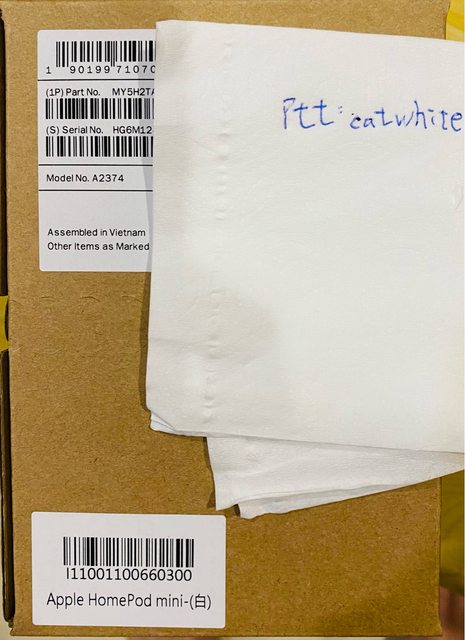 1 90199 7107
(1P) Part No. MY5H2TA
(S) Serial No. HG6M12
Model No. A2374
Assembled in Vietnam
Other Items as Marked
Ptt: catwhite
I11001100660300
Apple HomePod mini-(白)